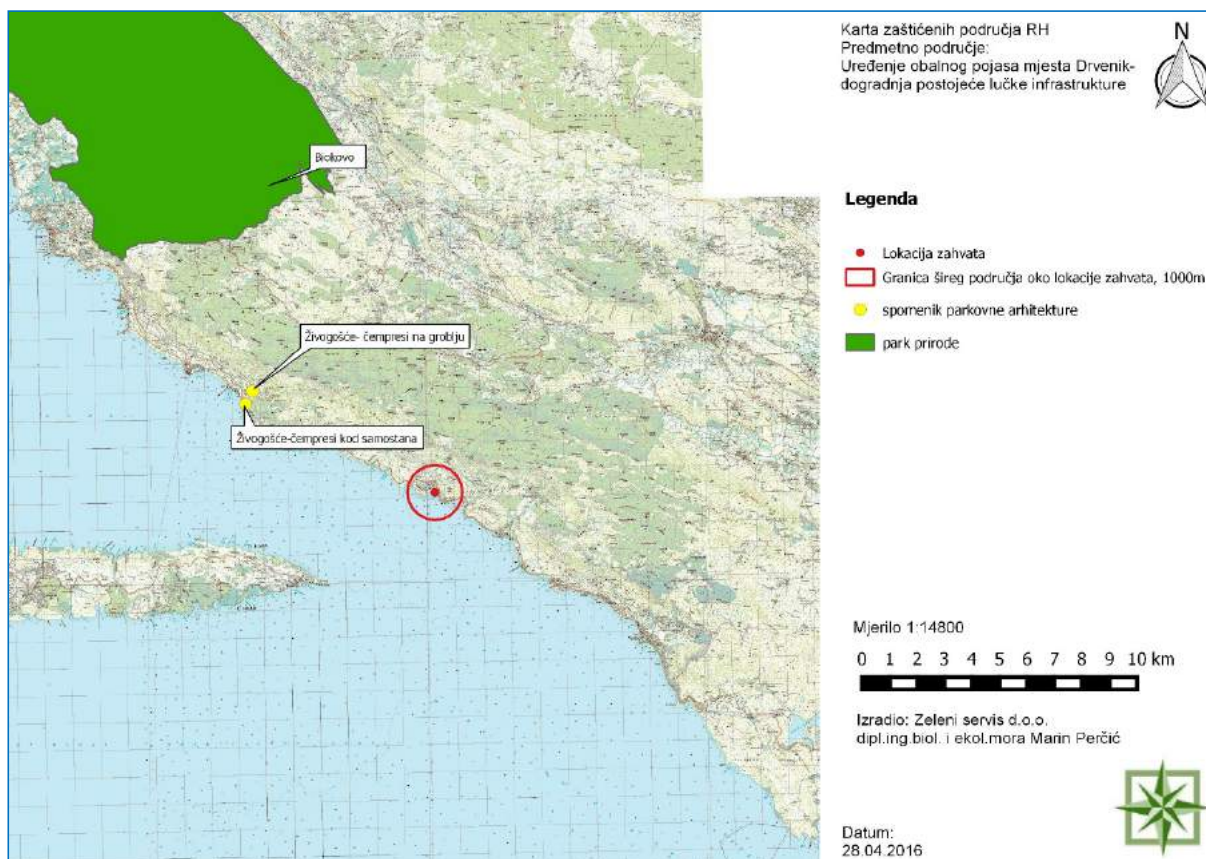 Karta zaštićenih područja RH
Predmetno područje:
Uređenje obalnog pojasa mjesta Drvenik-
dogradnja postojeće lučke infrastrukture
N
Biokovo
Legenda
Lokacija zahvata
Granica šireg područja oko lokacije zahvata, 1000m
spomenik parkovne arhitekture
park prirode
Živogošće- čempresi na groblju
Živogošće-čempresi kod samostana
Mjerilo 1:14800
0 1 2 3 4 5 6 7 8 9 10 km
Izradio: Zeleni servis d.o.o.
dipl.ing.biol. i ekol.mora Marin Perčić
Datum:
28.04.2016